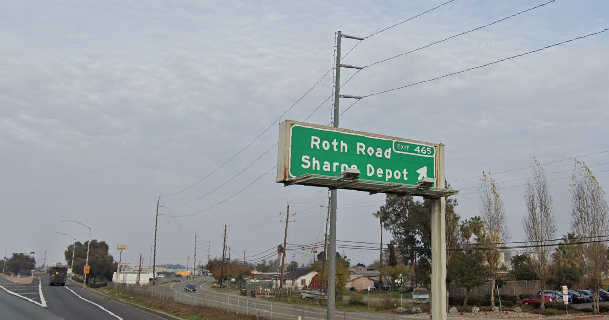 EXIT 465
Roth Road
Sharpe Depot